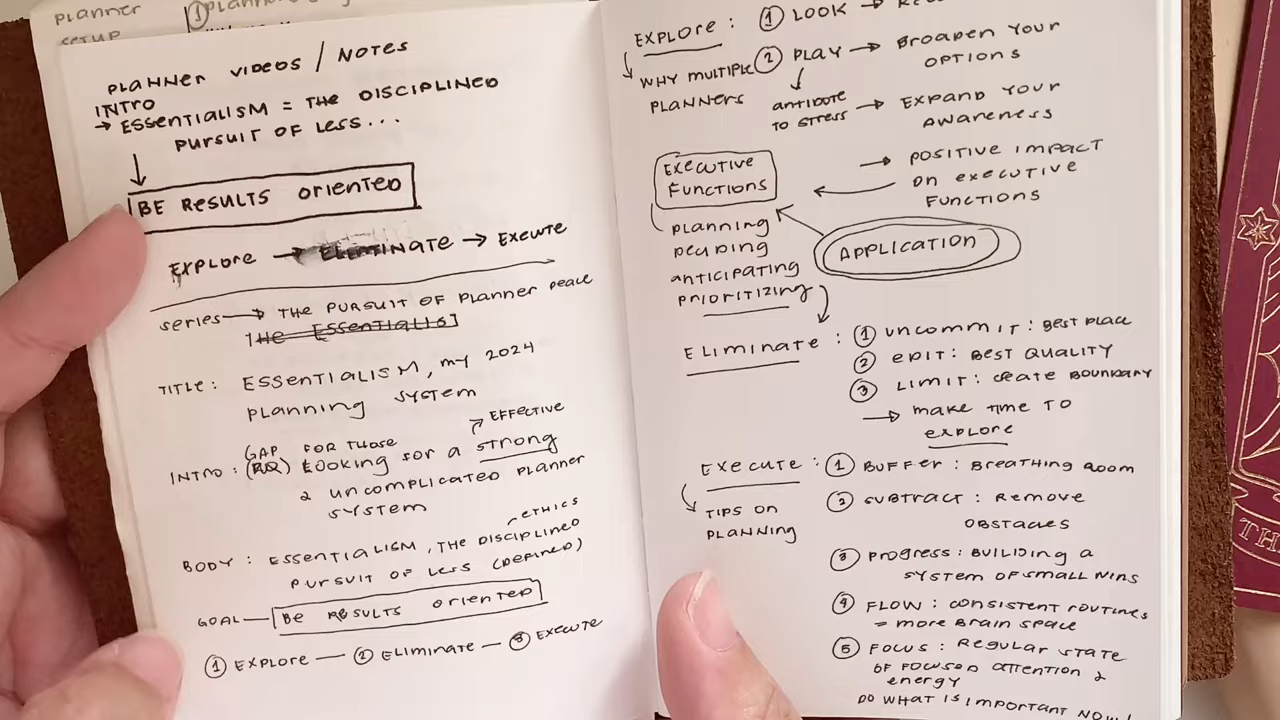 planner
setup
① planning
PLANNER VIDEOS / NOTES
INTRO
→ ESSENTIALISM = THE DISCIPLINED
PURSUIT OF LESS...
BE RESULTS ORIENTED
EXPLORE → ELIMINATE → EXECUTE
SERIES → THE PURSUIT OF PLANNER PEACE
THE ESSENTIALIS
TITLE: ESSENTIALISM, MY 2024
PLANNING SYSTEM
→ EFFECTIVE
GAP FOR THOSE
INTRO: LOOKING FOR A STRONG
& UNCOMPLICATED PLANNER
SYSTEM
ETHICS
BODY: ESSENTIALISM, THE DISCIPLINED
PURSUIT OF LESS (DEFINED)
GOAL — BE RESULTS ORIENTED
① EXPLORE — ② ELIMINATE — ③ EXECUTE
EXPLORE: ① LOOK →
WHY MULTIPLE PLANNERS
② PLAY → BROADEN YOUR
OPTIONS
ANTIDOTE
TO STRESS → EXPAND YOUR
AWARENESS
→ POSITIVE IMPACT
ON EXECUTIVE
FUNCTIONS
EXECUTIVE
FUNCTIONS
PLANNING
DECIDING
ANTICIPATING
PRIORITIZING
APPLICATION
ELIMINATE: ① UNCOMMIT: BEST PLACE
② EDIT: BEST QUALITY
③ LIMIT: CREATE BOUNDARY
→ MAKE TIME TO
EXPLORE
EXECUTE: ① BUFFER: BREATHING ROOM
TIPS ON
PLANNING
② SUBTRACT: REMOVE
OBSTACLES
③ PROGRESS: BUILDING A
SYSTEM OF SMALL WINS
④ FLOW: CONSISTENT ROUTINES
= MORE BRAIN SPACE
⑤ FOCUS: REGULAR STATE
OF FOCUSED ATTENTION &
ENERGY
DO WHAT IS IMPORTANT NOW!
TH